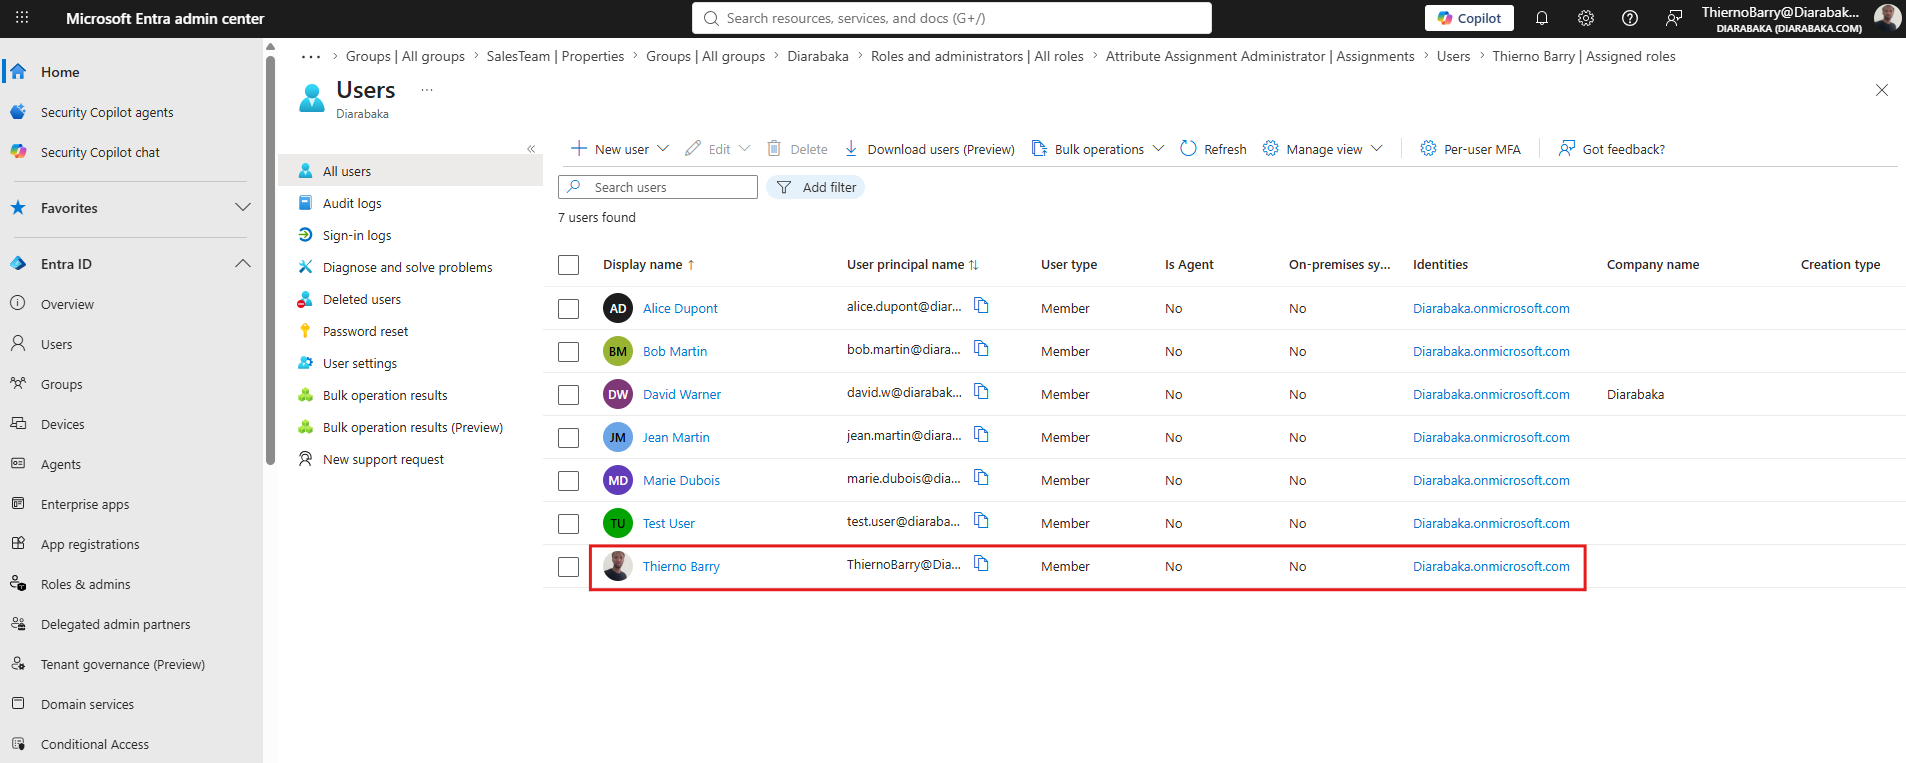 Microsoft Entra admin center
Search resources, services, and docs (G+/)
Copilot
ThiernoBarry@Diarabak...
DIARABAKA (DIARABAKA.COM)
Home
Security Copilot agents
Security Copilot chat
Favorites
Entra ID
Overview
Users
Groups
Devices
Agents
Enterprise apps
App registrations
Roles & admins
Delegated admin partners
Tenant governance (Preview)
Domain services
Conditional Access
... > Groups | All groups > SalesTeam | Properties > Groups | All groups > Diarabaka > Roles and administrators | All roles > Attribute Assignment Administrator | Assignments > Users > Thierno Barry | Assigned roles
Users ...
Diarabaka
«
All users
Audit logs
Sign-in logs
Diagnose and solve problems
Deleted users
Password reset
User settings
Bulk operation results
Bulk operation results (Preview)
New support request
New user Edit Delete Download users (Preview) Bulk operations Refresh Manage view Per-user MFA Got feedback?
Search users Add filter
7 users found
Display name ↑ User principal name ↑↓ User type Is Agent On-premises sy... Identities Company name Creation type
AD Alice Dupont alice.dupont@diar... Member No No Diarabaka.onmicrosoft.com
BM Bob Martin bob.martin@diara... Member No No Diarabaka.onmicrosoft.com
DW David Warner david.w@diarabak... Member No No Diarabaka.onmicrosoft.com Diarabaka
JM Jean Martin jean.martin@diara... Member No No Diarabaka.onmicrosoft.com
MD Marie Dubois marie.dubois@dia... Member No No Diarabaka.onmicrosoft.com
TU Test User test.user@diaraba... Member No No Diarabaka.onmicrosoft.com
Thierno Barry ThiernoBarry@Dia... Member No No Diarabaka.onmicrosoft.com